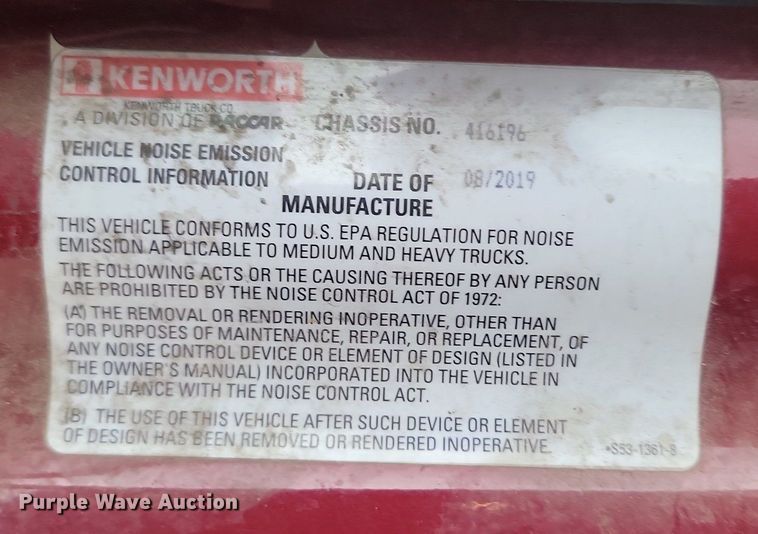 KENWORTH
KENWORTH TRUCK CO.
A DIVISION OF PACCAR CHASSIS NO. 416196
VEHICLE NOISE EMISSION
CONTROL INFORMATION
DATE OF MANUFACTURE 08/2019
THIS VEHICLE CONFORMS TO U.S. EPA REGULATION FOR NOISE
EMISSION APPLICABLE TO MEDIUM AND HEAVY TRUCKS.
THE FOLLOWING ACTS OR THE CAUSING THEREOF BY ANY PERSON
ARE PROHIBITED BY THE NOISE CONTROL ACT OF 1972:
(A) THE REMOVAL OR RENDERING INOPERATIVE, OTHER THAN
FOR PURPOSES OF MAINTENANCE, REPAIR, OR REPLACEMENT, OF
ANY NOISE CONTROL DEVICE OR ELEMENT OF DESIGN (LISTED IN
THE OWNER'S MANUAL) INCORPORATED INTO THE VEHICLE IN
COMPLIANCE WITH THE NOISE CONTROL ACT.
(B) THE USE OF THIS VEHICLE AFTER SUCH DEVICE OR ELEMENT
OF DESIGN HAS BEEN REMOVED OR RENDERED INOPERATIVE.
•S53-1361-8
Purple Wave Auction